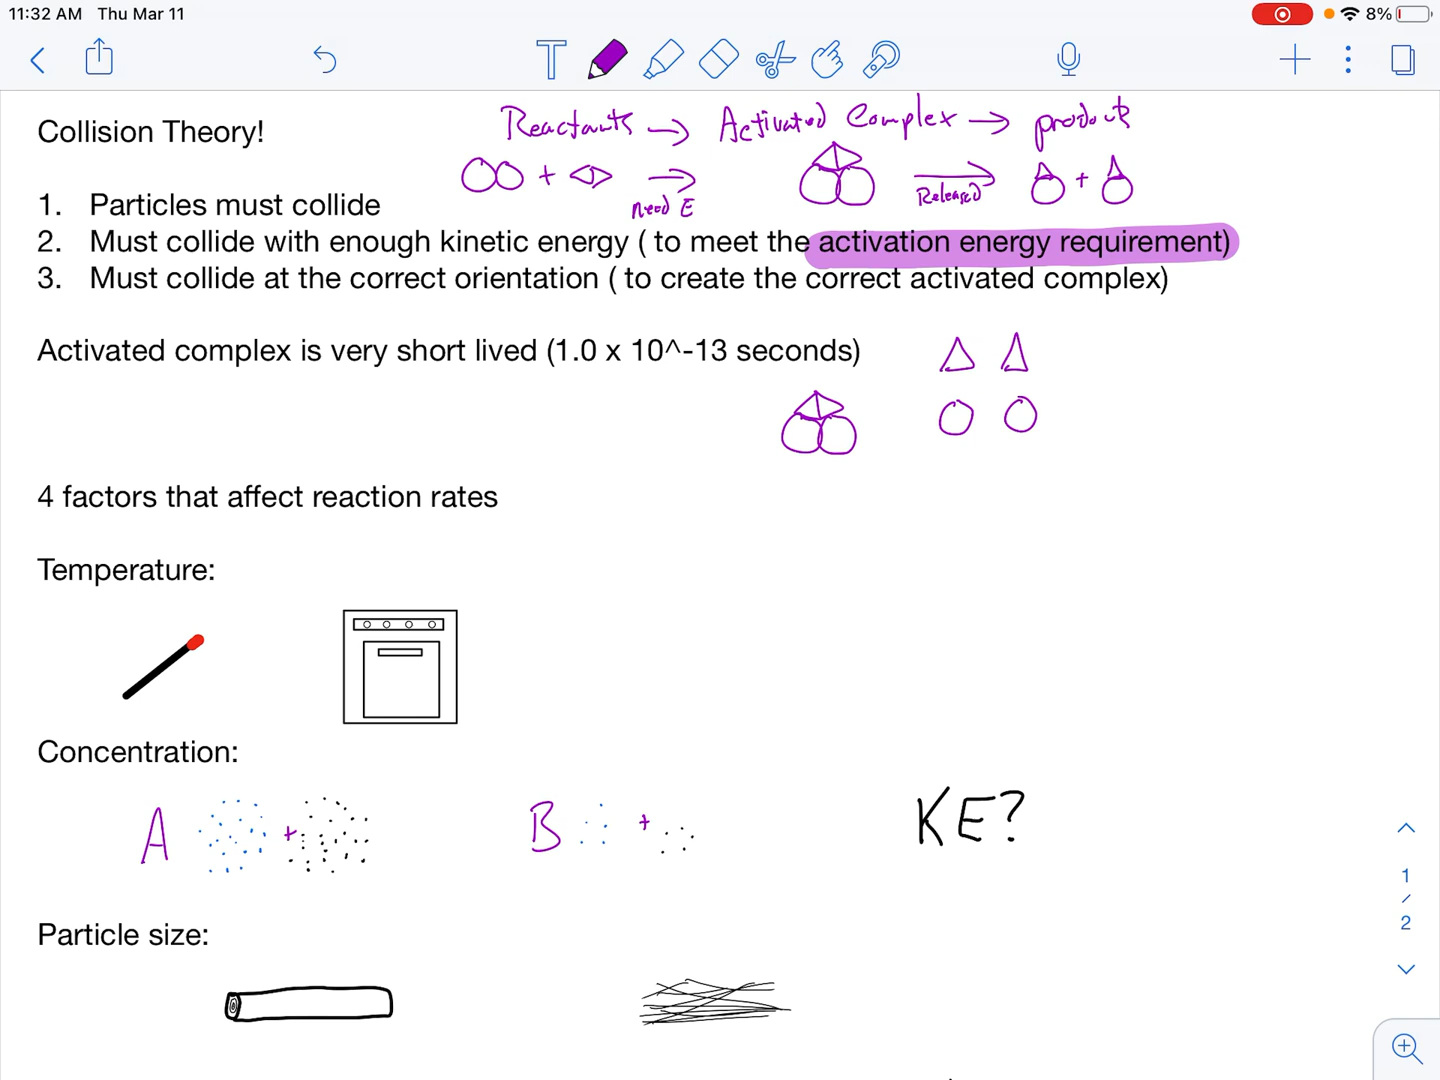 11:32 AM Thu Mar 11
8%
T
Reactants → Activated Complex → products
Collision Theory!
+ → need E → Released +
1. Particles must collide
2. Must collide with enough kinetic energy ( to meet the activation energy requirement)
3. Must collide at the correct orientation ( to create the correct activated complex)
Activated complex is very short lived (1.0 x 10^-13 seconds)
4 factors that affect reaction rates
Temperature:
Concentration:
A + B + KE?
1
/
2
Particle size: